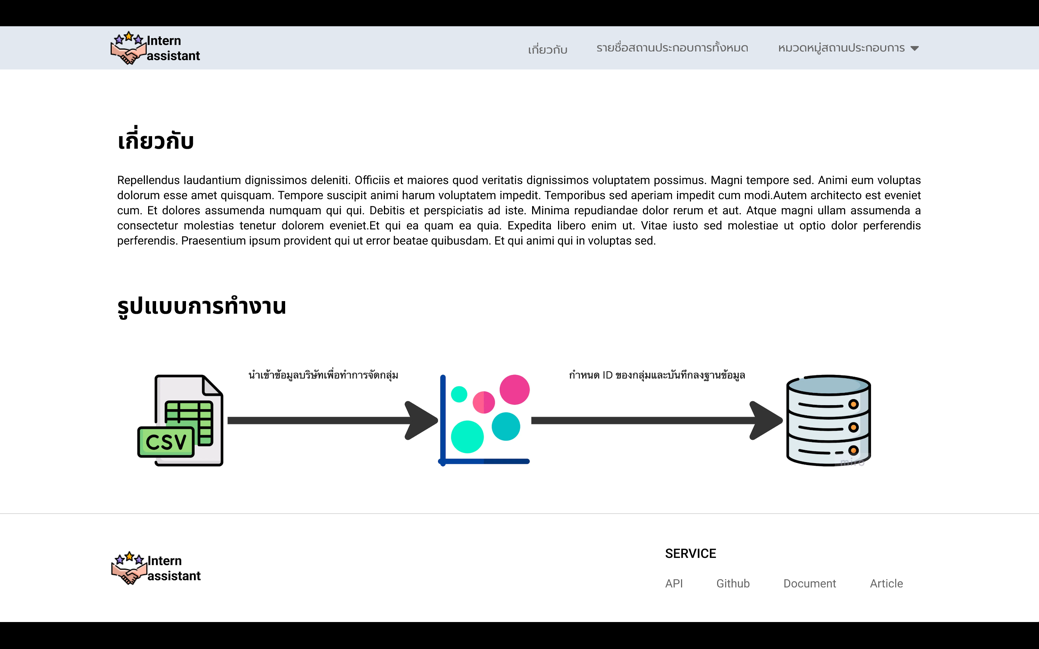 Intern
assistant
เกี่ยวกับ
รายชื่อสถานประกอบการทั้งหมด
หมวดหมู่สถานประกอบการ
เกี่ยวกับ
Repellendus laudantium dignissimos deleniti. Officiis et maiores quod veritatis dignissimos voluptatem possimus. Magni tempore sed. Animi eum voluptas
dolorum esse amet quisquam. Tempore suscipit animi harum voluptatem impedit. Temporibus sed aperiam impedit cum modi.Autem architecto est eveniet
cum. Et dolores assumenda numquam qui qui. Debitis et perspiciatis ad iste. Minima repudiandae dolor rerum et aut. Atque magni ullam assumenda a
consectetur molestias tenetur dolorem eveniet.Et qui ea quam ea quia. Expedita libero enim ut. Vitae iusto sed molestiae ut optio dolor perferendis
perferendis. Praesentium ipsum provident qui ut error beatae quibusdam. Et qui animi qui in voluptas sed.
รูปแบบการทำงาน
นำเข้าข้อมูลบริษัทเพื่อทำการจัดกลุ่ม
กำหนด ID ของกลุ่มและบันทึกลงฐานข้อมูล
CSV
miro
Intern
assistant
SERVICE
API
Github
Document
Article